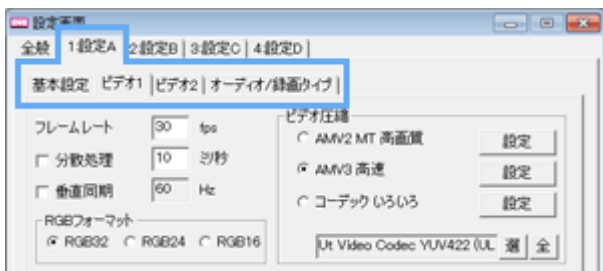 設定画面
全般 1:設定A 2:設定B 3:設定C 4:設定D
基本設定 ビデオ1 ビデオ2 オーディオ/録画タイプ
フレームレート 30 fps
分散処理 10 ミリ秒
垂直同期 60 Hz
RGBフォーマット
RGB32 RGB24 RGB16
ビデオ圧縮
AMV2 MT 高画質 設定
AMV3 高速 設定
コーデック いろいろ 設定
Ut Video Codec YUV422 (UL 選 全